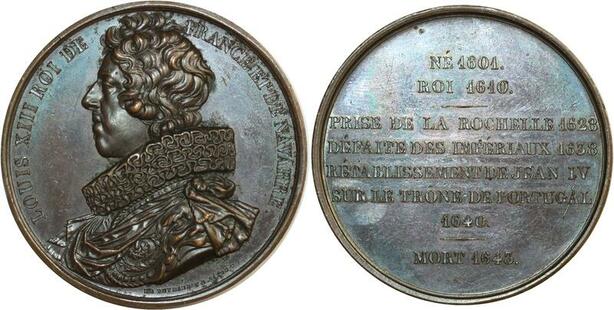 LOUIS XIII ROI DE FRANCE ET DE NAVARRE.
NÉ 1601.
ROI 1610.
PRISE DE LA ROCHELLE 1628
DÉFAITE DES IMPÉRIAUX 1638
RÉTABLISSEMENT DE JEAN IV
SUR LE TRÔNE DE PORTUGAL
1640.
MORT 1643.